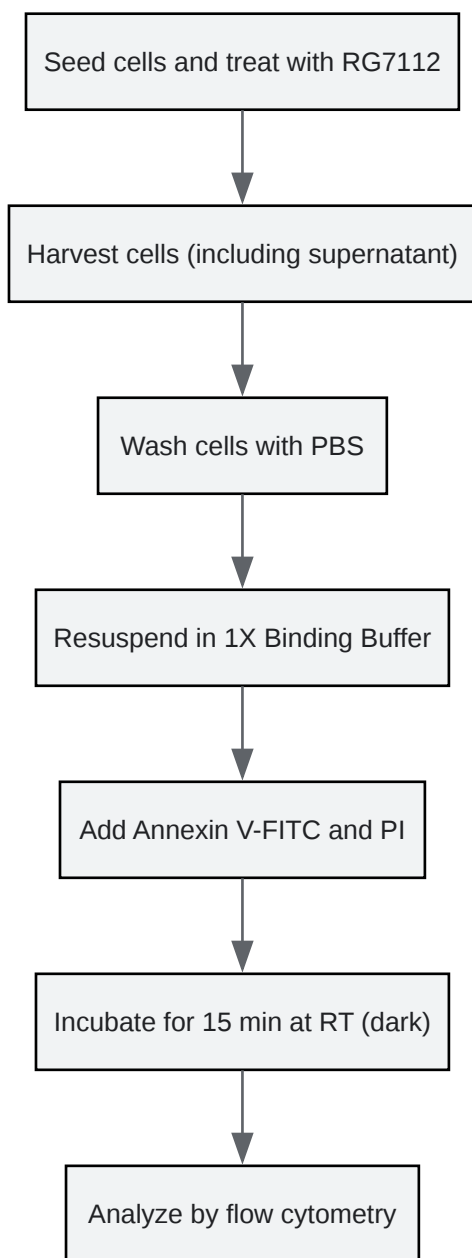 Seed cells and treat with RG7112
Harvest cells (including supernatant)
Wash cells with PBS
Resuspend in 1X Binding Buffer
Add Annexin V-FITC and PI
Incubate for 15 min at RT (dark)
Analyze by flow cytometry